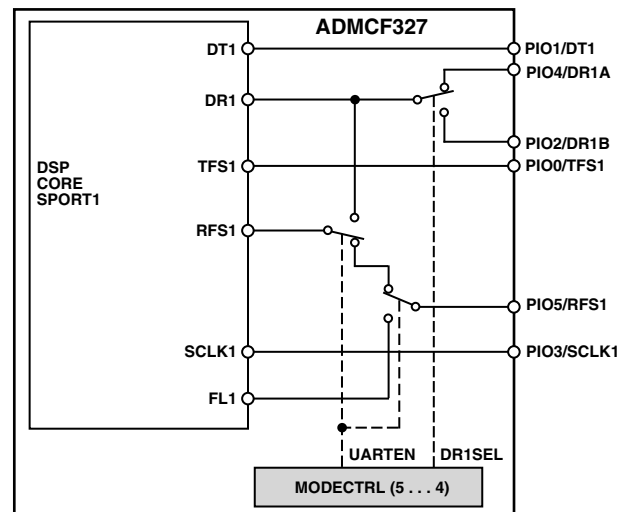 ADMCF327
DT1
PIO1/DT1
PIO4/DR1A
DR1
PIO2/DR1B
TFS1
PIO0/TFS1
DSP
CORE
SPORT1
RFS1
PIO5/RFS1
SCLK1
PIO3/SCLK1
FL1
UARTEN
DR1SEL
MODECTRL (5 . . . 4)